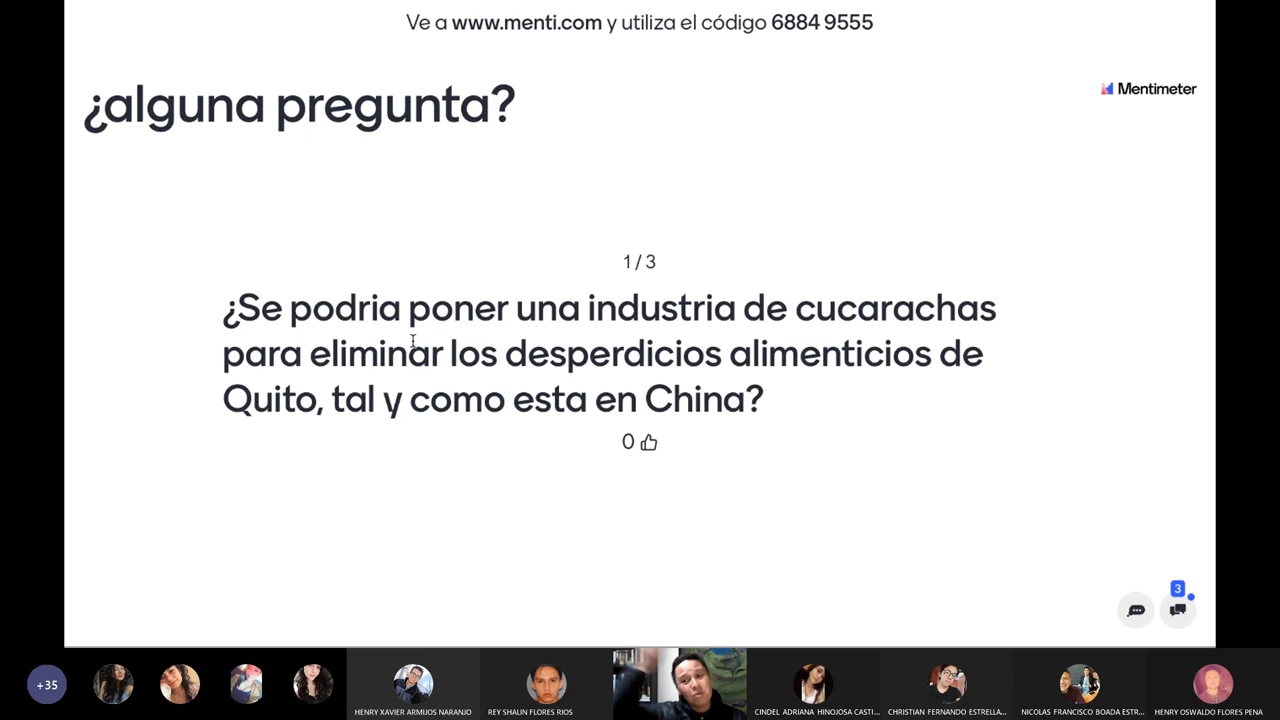 Ve a www.menti.com y utiliza el código 6884 9555
¿alguna pregunta?
Mentimeter
1 / 3
¿Se podria poner una industria de cucarachas
para eliminar los desperdicios alimenticios de
Quito, tal y como esta en China?
0
3
+35
HENRY XAVIER ARMIJOS NARANJO
REY SHALIN FLORES RIOS
CINDEL ADRIANA HINOJOSA CASTI...
CHRISTIAN FERNANDO ESTRELLA...
NICOLAS FRANCISCO BOADA ESTR...
HENRY OSWALDO FLORES PENA